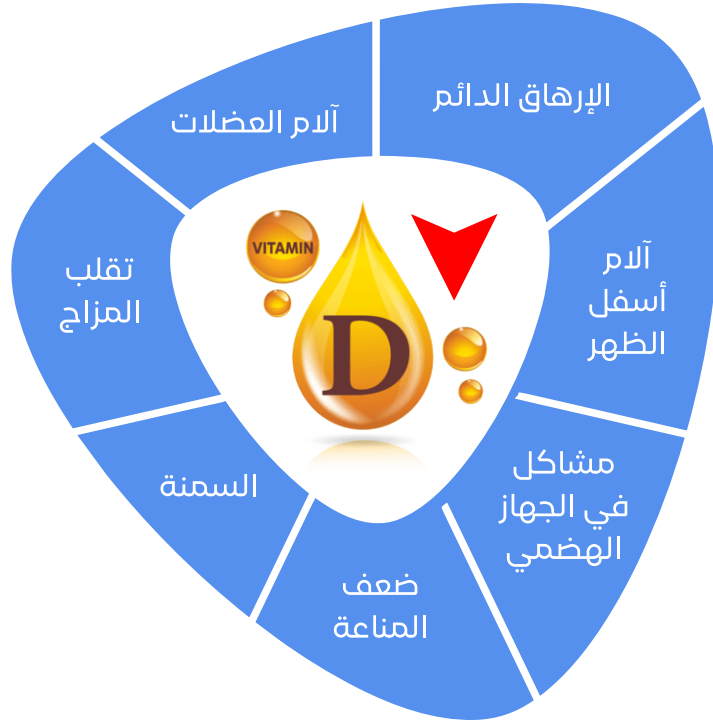 الإرهاق الدائم
آلام العضلات
آلام
أسفل
الظهر
تقلب
المزاج
VITAMIN
D
مشاكل
في الجهاز
الهضمي
السمنة
ضعف
المناعة